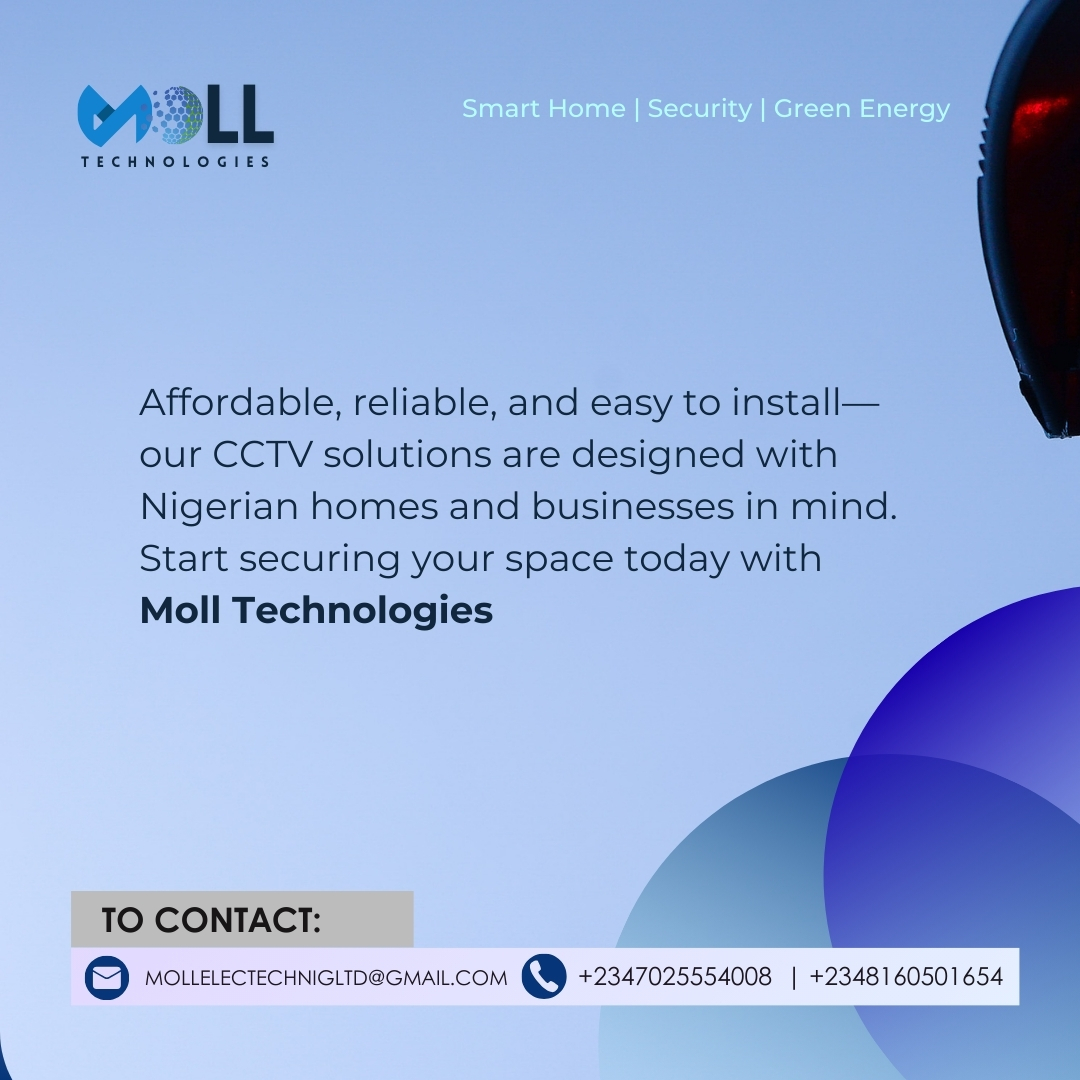 MOLL
TECHNOLOGIES
Smart Home | Security | Green Energy
Affordable, reliable, and easy to install—
our CCTV solutions are designed with
Nigerian homes and businesses in mind.
Start securing your space today with
Moll Technologies
TO CONTACT:
MOLLELECTECHNIGLTD@GMAIL.COM +2347025554008 | +2348160501654